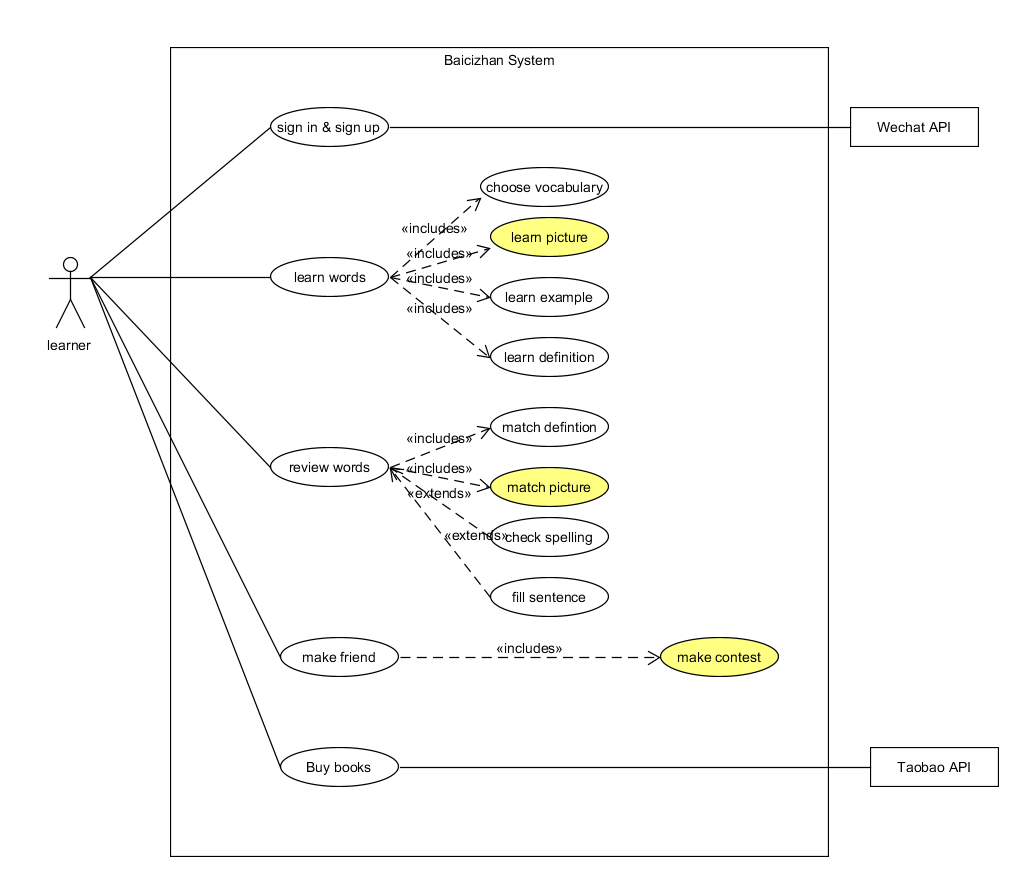 Baicizhan System
sign in & sign up
Wechat API
choose vocabulary
«includes»
learn picture
«includes»
learn words
«includes»
learn example
«includes»
learner
learn definition
match defintion
«includes»
review words
«includes»
match picture
«extends»
«extends»
check spelling
fill sentence
make friend
«includes»
make contest
Buy books
Taobao API